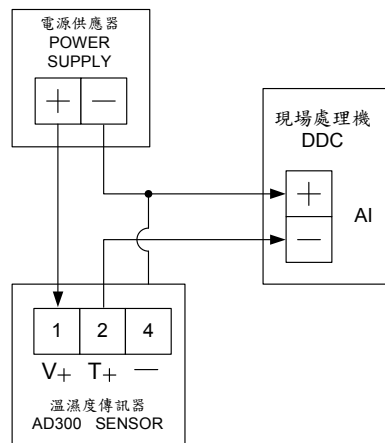 電源供應器
POWER
SUPPLY
+ −
現場處理機
DDC
+
−
AI
1 2 4
V+ T+ —
溫濕度傳訊器
AD300 SENSOR